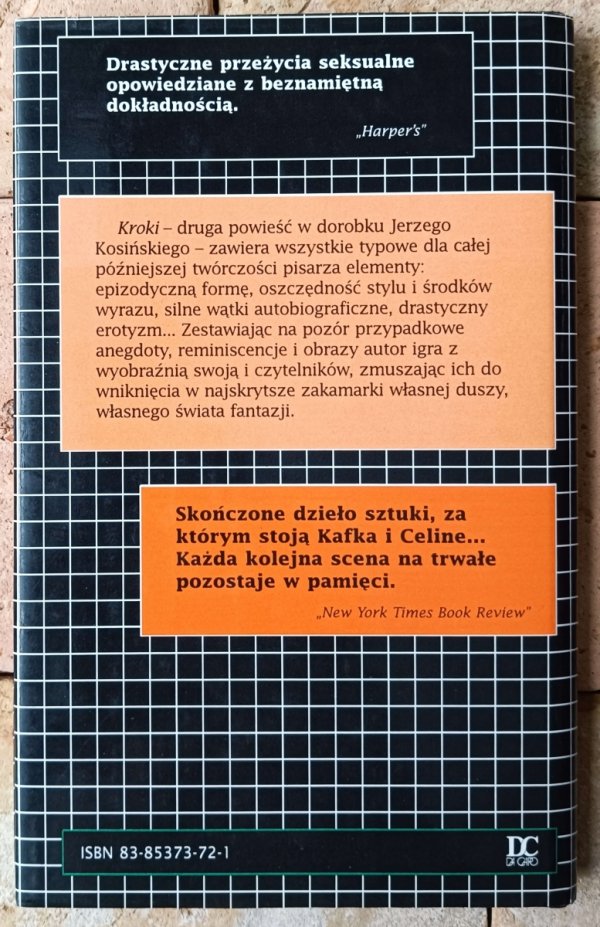 Drastyczne przeżycia seksualne
opowiedziane z beznamiętną
dokładnością.
„Harper's”
Kroki – druga powieść w dorobku Jerzego
Kosińskiego – zawiera wszystkie typowe dla całej
późniejszej twórczości pisarza elementy:
epizodyczną formę, oszczędność stylu i środków
wyrazu, silne wątki autobiograficzne, drastyczny
erotyzm... Zestawiając na pozór przypadkowe
anegdoty, reminiscencje i obrazy autor igra z
wyobraźnią swoją i czytelników, zmuszając ich do
wniknięcia w najskrytsze zakamarki własnej duszy,
własnego świata fantazji.
Skończone dzieło sztuki, za
którym stoją Kafka i Celine...
Każda kolejna scena na trwałe
pozostaje w pamięci.
„New York Times Book Review”
ISBN 83-85373-72-1
DC
DA CAPO